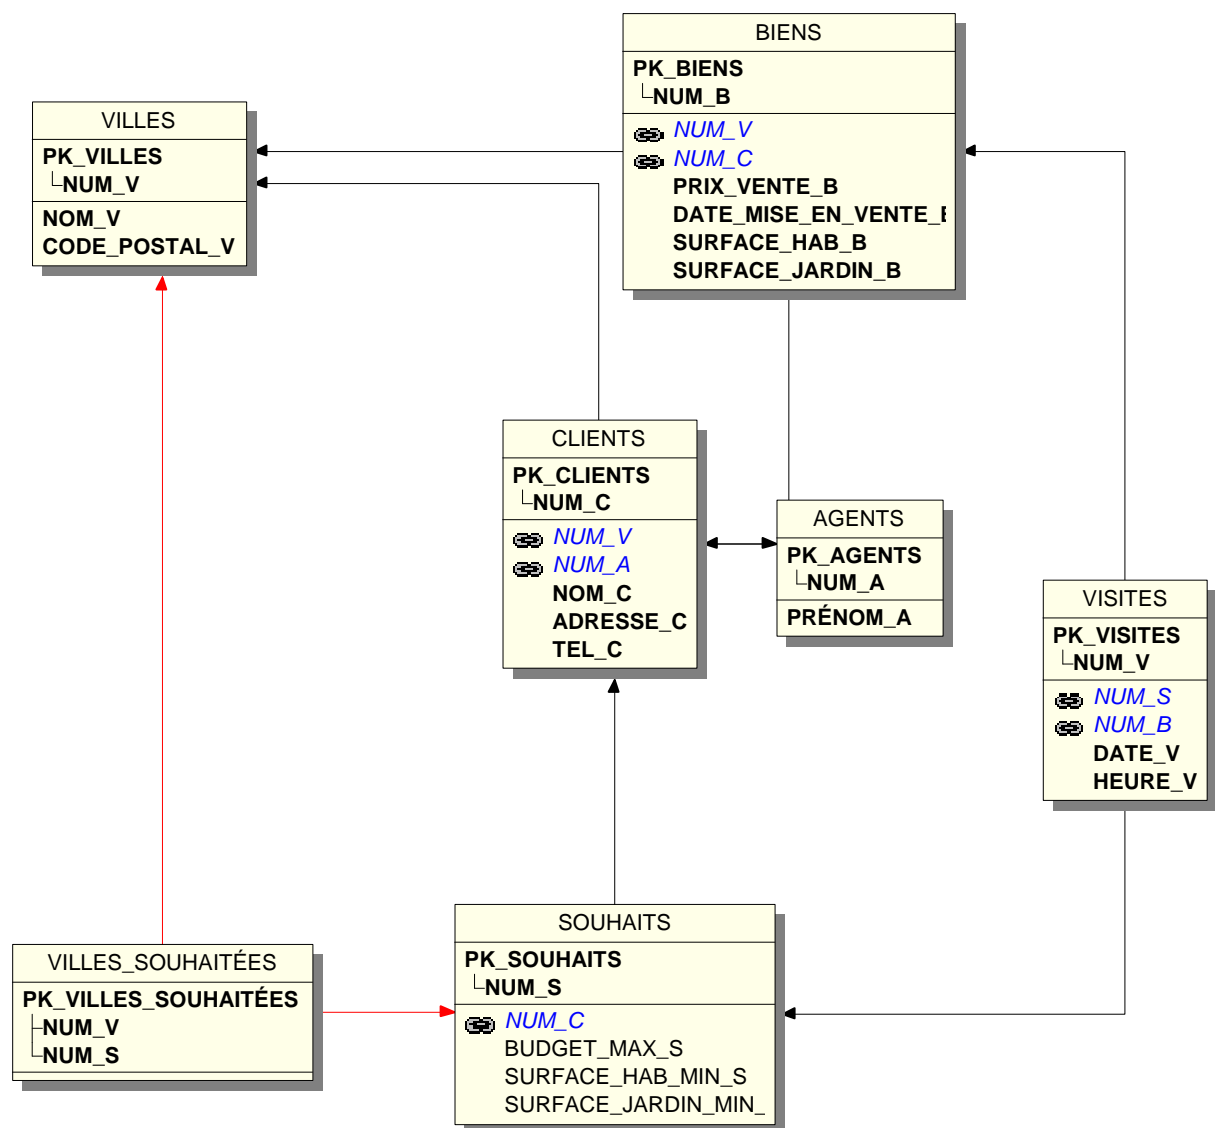 BIENS
PK_BIENS
NUM_B
NUM_V
NUM_C
PRIX_VENTE_B
DATE_MISE_EN_VENTE_E
SURFACE_HAB_B
SURFACE_JARDIN_B
VILLES
PK_VILLES
NUM_V
NOM_V
CODE_POSTAL_V
CLIENTS
PK_CLIENTS
NUM_C
NUM_V
NUM_A
NOM_C
ADRESSE_C
TEL_C
AGENTS
PK_AGENTS
NUM_A
PRÉNOM_A
VISITES
PK_VISITES
NUM_V
NUM_S
NUM_B
DATE_V
HEURE_V
VILLES_SOUHAITÉES
PK_VILLES_SOUHAITÉES
NUM_V
NUM_S
SOUHAITS
PK_SOUHAITS
NUM_S
NUM_C
BUDGET_MAX_S
SURFACE_HAB_MIN_S
SURFACE_JARDIN_MIN_